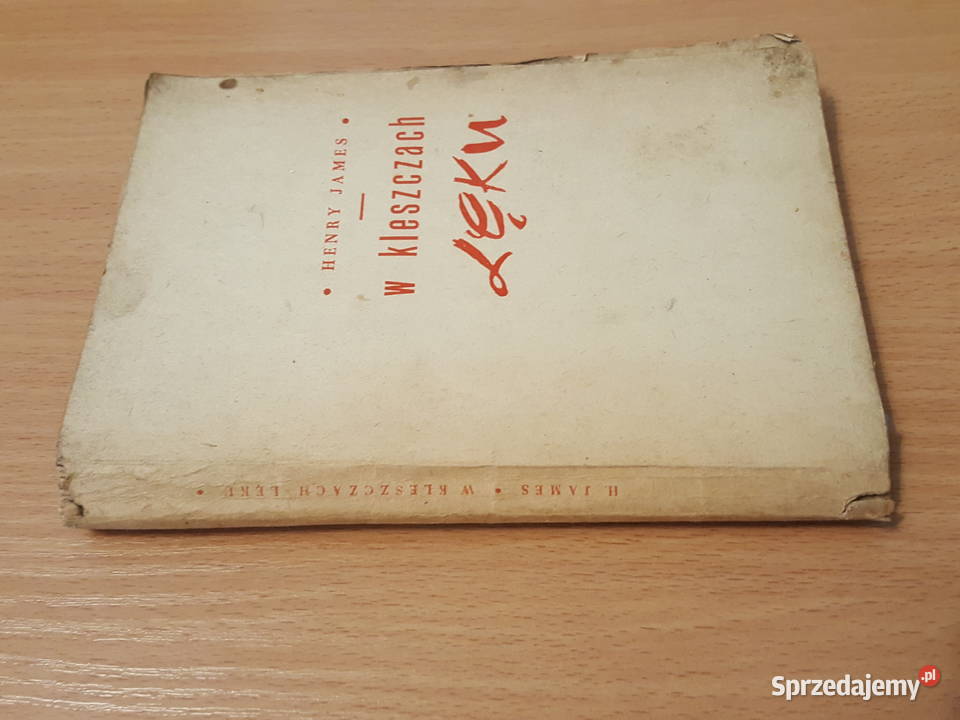 • HENRY JAMES •
w kleszczach
LĘKU
H. JAMES • W KLESZCZACH LĘKU •
Sprzedajemy.pl